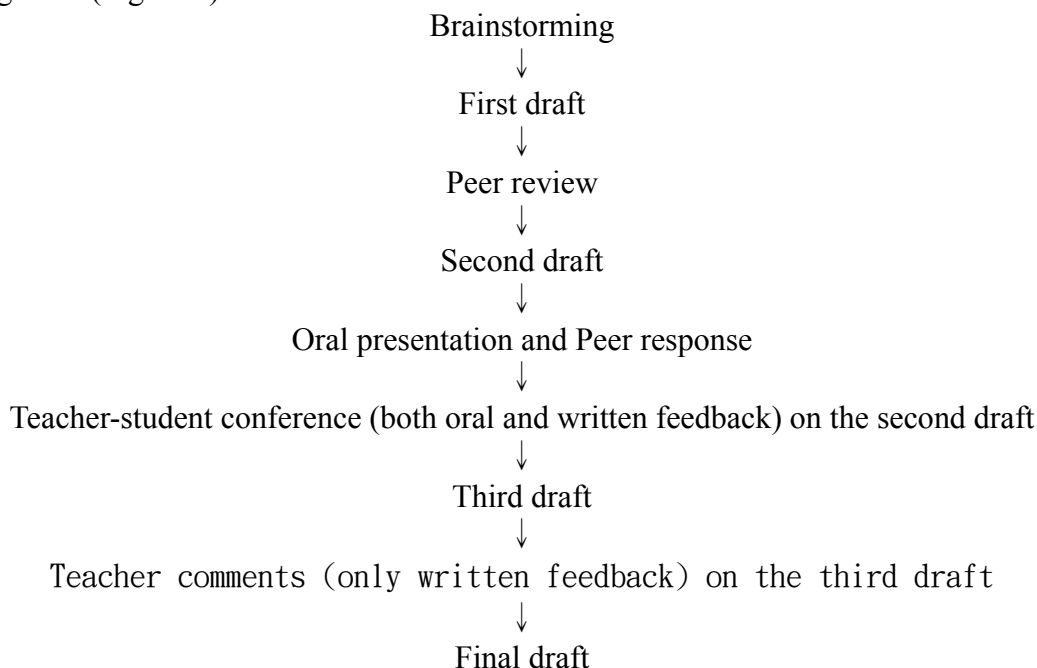 Brainstorming
↓
First draft
↓
Peer review
↓
Second draft
↓
Oral presentation and Peer response
↓
Teacher-student conference (both oral and written feedback) on the second draft
↓
Third draft
↓
Teacher comments (only written feedback) on the third draft
↓
Final draft